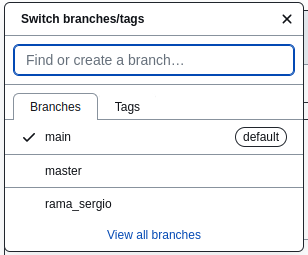 Switch branches/tags
Find or create a branch…
Branches Tags
main default
master
rama_sergio
View all branches